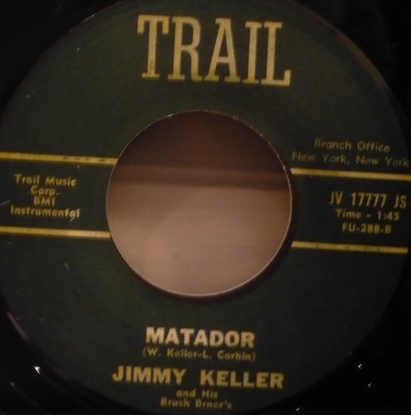 TRAIL
Branch Office
New York, New York
Trail Music
Corp.
BMI
Instrumental
JV 17777 JS
Time - 1:45
FU-288-B
MATADOR
(W. Keller-L. Corbin)
JIMMY KELLER
and His
Brush Brner's